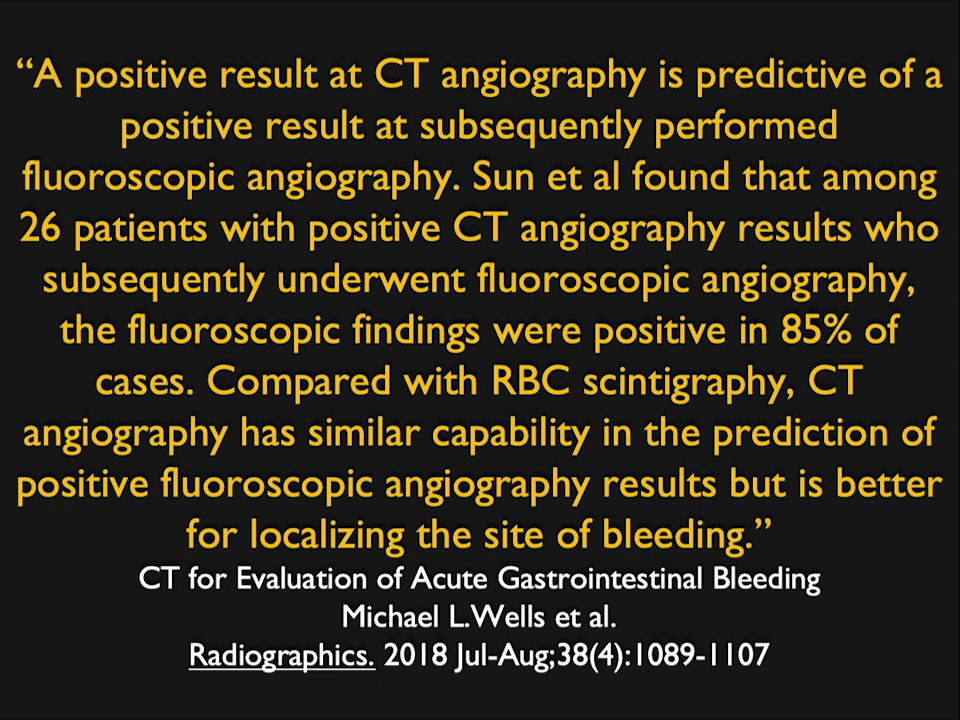 “A positive result at CT angiography is predictive of a
positive result at subsequently performed
fluoroscopic angiography. Sun et al found that among
26 patients with positive CT angiography results who
subsequently underwent fluoroscopic angiography,
the fluoroscopic findings were positive in 85% of
cases. Compared with RBC scintigraphy, CT
angiography has similar capability in the prediction of
positive fluoroscopic angiography results but is better
for localizing the site of bleeding.”
CT for Evaluation of Acute Gastrointestinal Bleeding
Michael L.Wells et al.
Radiographics. 2018 Jul-Aug;38(4):1089-1107